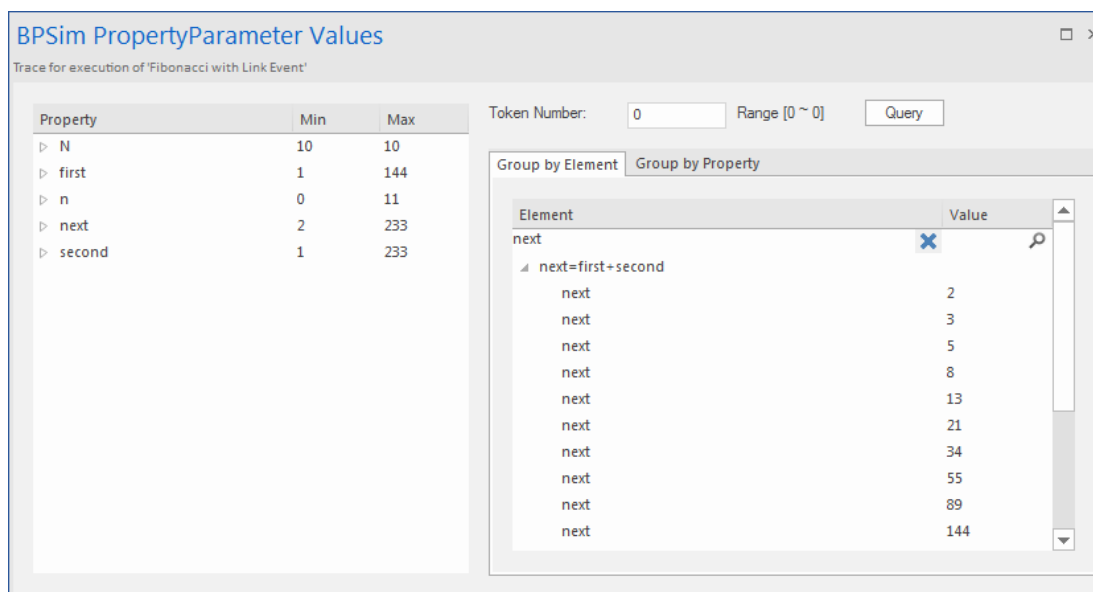 BPSim PropertyParameter Values
Trace for execution of 'Fibonacci with Link Event'
Property Min Max
N 10 10
first 1 144
n 0 11
next 2 233
second 1 233
Token Number: 0 Range [0 ~ 0] Query
Group by Element Group by Property
Element Value
next
next=first+second
next 2
next 3
next 5
next 8
next 13
next 21
next 34
next 55
next 89
next 144